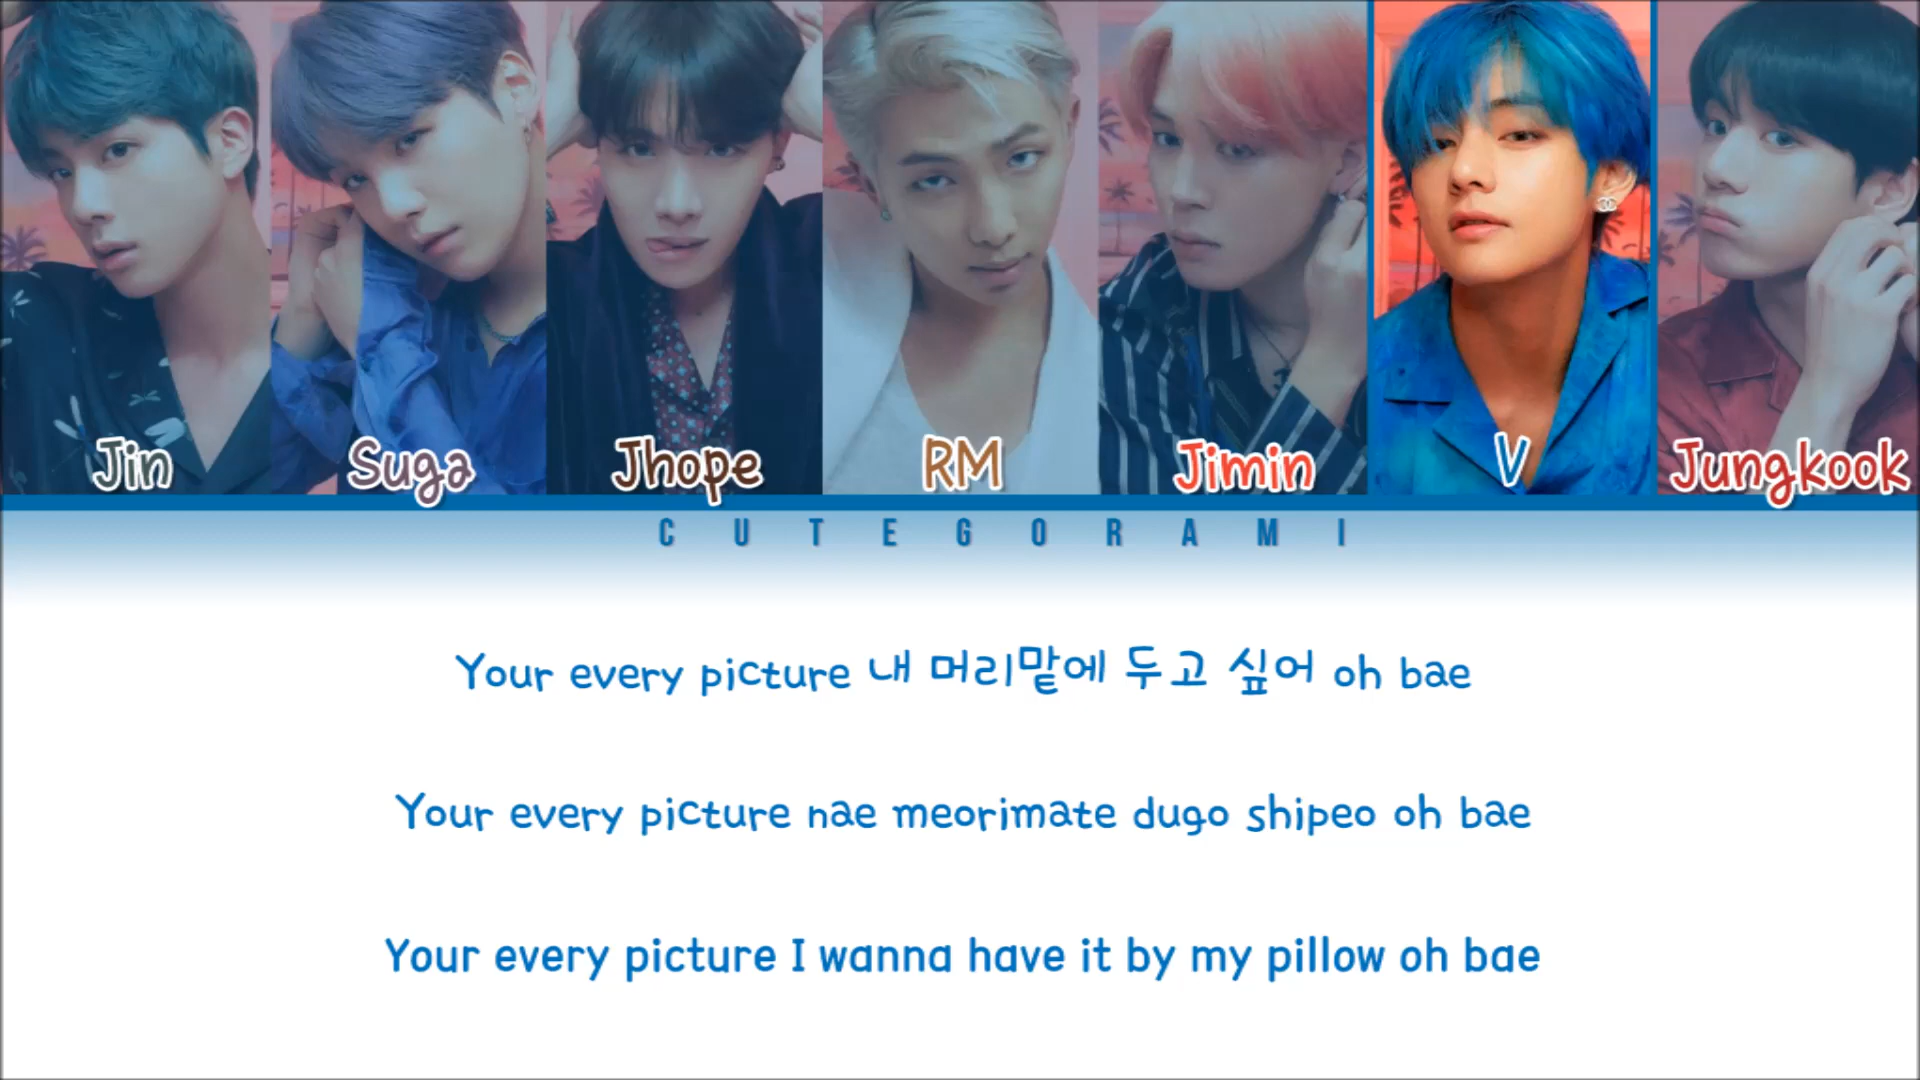 Jin Suga Jhope RM Jimin V Jungkook
CUTEGORAMI
Your every picture 내 머리맡에 두고 싶어 oh bae
Your every picture nae meorimate dugo shipeo oh bae
Your every picture I wanna have it by my pillow oh bae